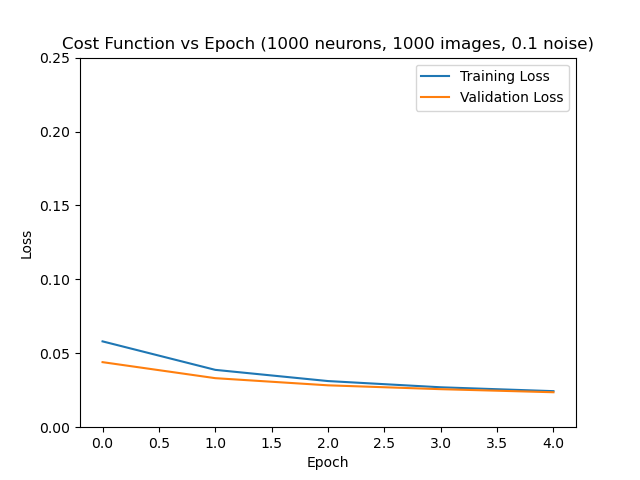 Cost Function vs Epoch (1000 neurons, 1000 images, 0.1 noise)
Training Loss
Validation Loss
0.25
0.20
0.15
0.10
0.05
0.00
Loss
0.0 0.5 1.0 1.5 2.0 2.5 3.0 3.5 4.0
Epoch